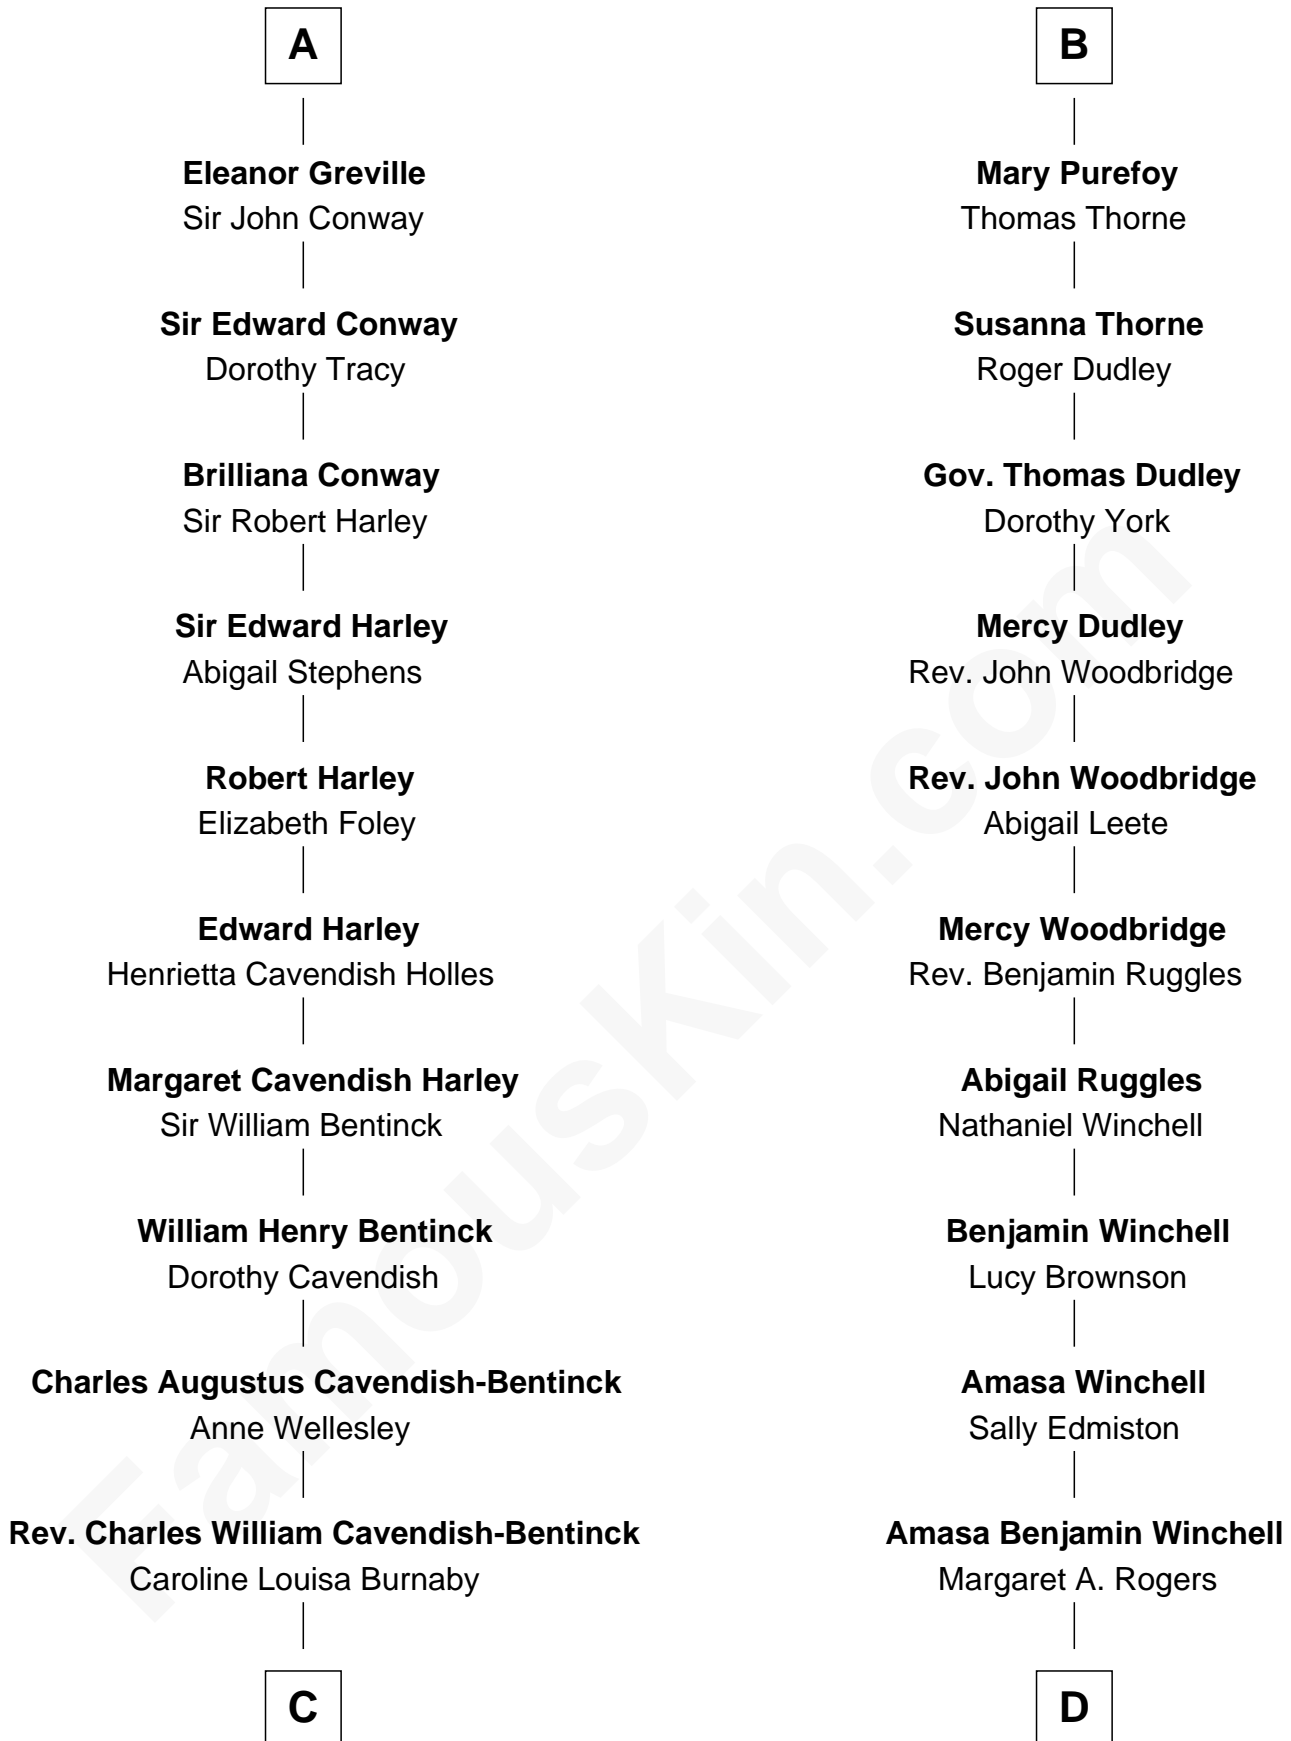 A
Eleanor Greville
Sir John Conway
Sir Edward Conway
Dorothy Tracy
Brilliana Conway
Sir Robert Harley
Sir Edward Harley
Abigail Stephens
Robert Harley
Elizabeth Foley
Edward Harley
Henrietta Cavendish Holles
Margaret Cavendish Harley
Sir William Bentinck
William Henry Bentinck
Dorothy Cavendish
Charles Augustus Cavendish-Bentinck
Anne Wellesley
Rev. Charles William Cavendish-Bentinck
Caroline Louisa Burnaby
C
B
Mary Purefoy
Thomas Thorne
Susanna Thorne
Roger Dudley
Gov. Thomas Dudley
Dorothy York
Mercy Dudley
Rev. John Woodbridge
Rev. John Woodbridge
Abigail Leete
Mercy Woodbridge
Rev. Benjamin Ruggles
Abigail Ruggles
Nathaniel Winchell
Benjamin Winchell
Lucy Brownson
Amasa Winchell
Sally Edmiston
Amasa Benjamin Winchell
Margaret A. Rogers
D
FamousKin.com